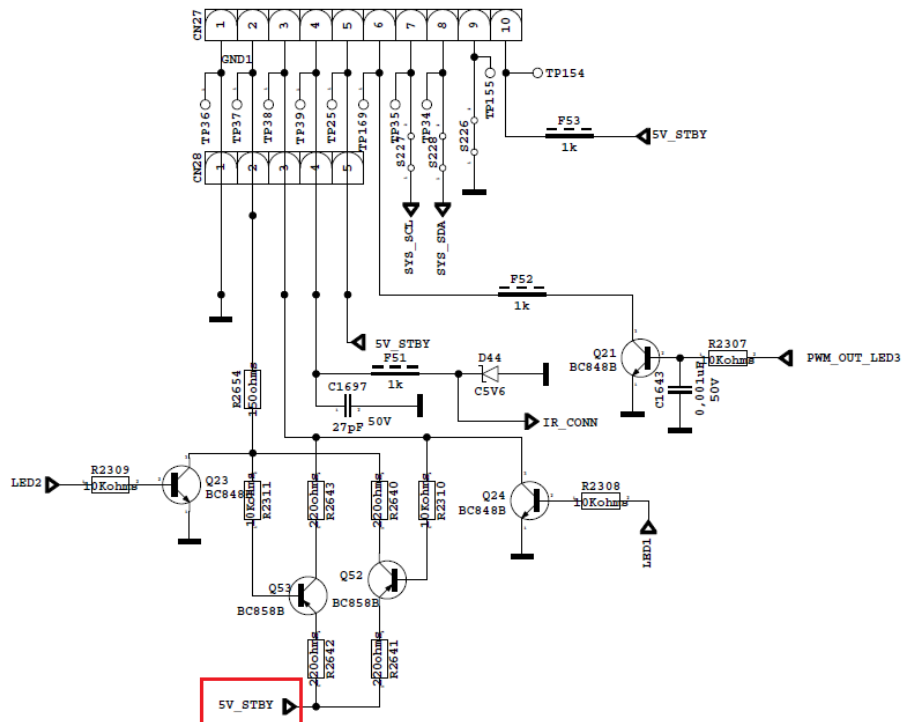 CN27
1 2 3 4 5 6 7 8 9 10
GND1
TP36
TP37
TP38
TP39
TP25
TP169
TP35
TP34
TP155
TP154
S227
S228
S226
F53
1k
5V_STBY
CN28
1 2 3 4 5
SYS_SCL
SYS_SDA
F52
1k
5V_STBY
F51
1k
D44
C5V6
Q21
BC848B
R2307
10Kohms
PWM_OUT_LED3
C1643
0,001uF
50V
R2654
150ohms
C1697
27pF
50V
IR_CONN
LED2
R2309
10Kohms
Q23
BC848B
10Kohms
R2311
220ohms
R2643
220ohms
R2640
10Kohms
R2310
Q24
BC848B
R2308
10Kohms
LED1
Q53
BC858B
Q52
BC858B
220ohms
R2642
220ohms
R2641
5V_STBY